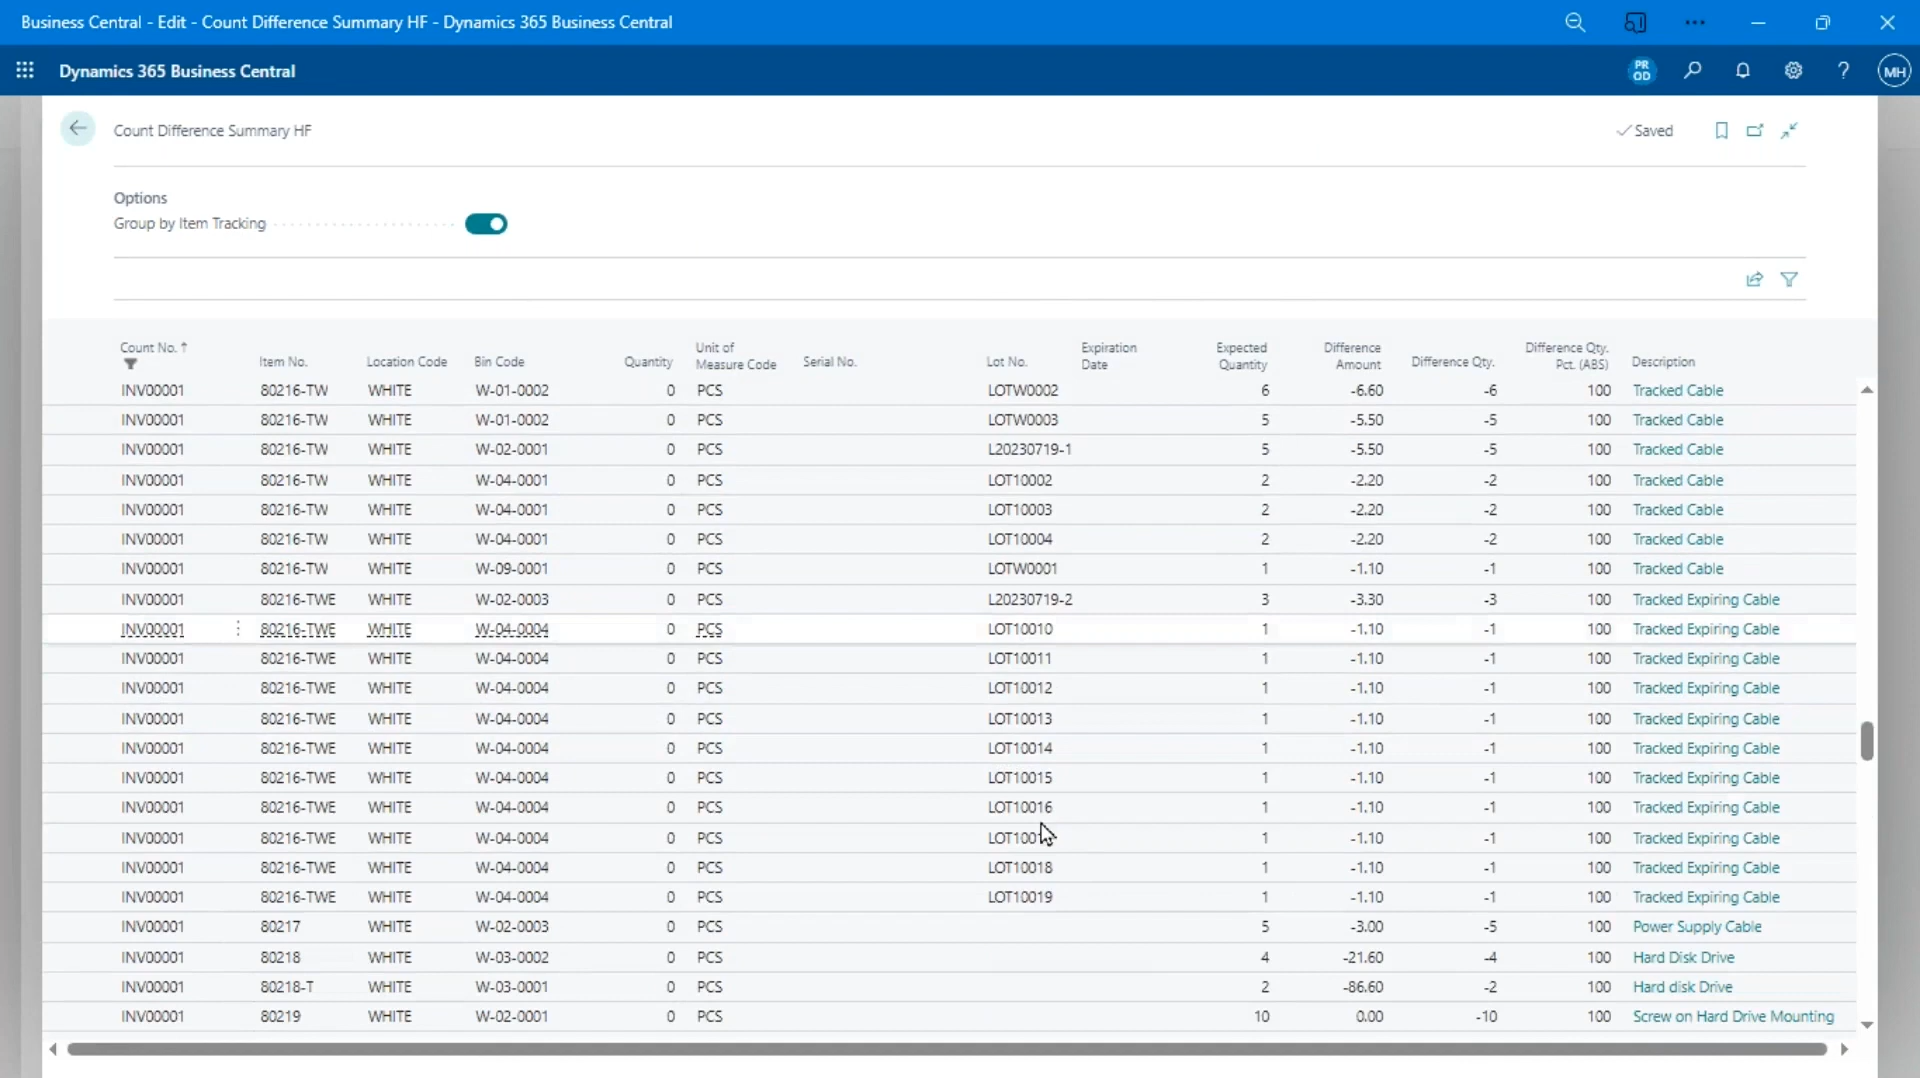 Business Central - Edit - Count Difference Summary HF - Dynamics 365 Business Central
Dynamics 365 Business Central
PR OD
?
MH
Count Difference Summary HF
Saved
Options
Group by Item Tracking
Count No. ↑ Item No. Location Code Bin Code Quantity Unit of Measure Code Serial No. Lot No. Expiration Date Expected Quantity Difference Amount Difference Qty. Difference Qty. Pct. (ABS) Description
INV00001 80216-TW WHITE W-01-0002 0 PCS LOTW0002 6 -6.60 -6 100 Tracked Cable
INV00001 80216-TW WHITE W-01-0002 0 PCS LOTW0003 5 -5.50 -5 100 Tracked Cable
INV00001 80216-TW WHITE W-02-0001 0 PCS L20230719-1 5 -5.50 -5 100 Tracked Cable
INV00001 80216-TW WHITE W-04-0001 0 PCS LOT10002 2 -2.20 -2 100 Tracked Cable
INV00001 80216-TW WHITE W-04-0001 0 PCS LOT10003 2 -2.20 -2 100 Tracked Cable
INV00001 80216-TW WHITE W-04-0001 0 PCS LOT10004 2 -2.20 -2 100 Tracked Cable
INV00001 80216-TW WHITE W-09-0001 0 PCS LOTW0001 1 -1.10 -1 100 Tracked Cable
INV00001 80216-TWE WHITE W-02-0003 0 PCS L20230719-2 3 -3.30 -3 100 Tracked Expiring Cable
INV00001 80216-TWE WHITE W-04-0004 0 PCS LOT10010 1 -1.10 -1 100 Tracked Expiring Cable
INV00001 80216-TWE WHITE W-04-0004 0 PCS LOT10011 1 -1.10 -1 100 Tracked Expiring Cable
INV00001 80216-TWE WHITE W-04-0004 0 PCS LOT10012 1 -1.10 -1 100 Tracked Expiring Cable
INV00001 80216-TWE WHITE W-04-0004 0 PCS LOT10013 1 -1.10 -1 100 Tracked Expiring Cable
INV00001 80216-TWE WHITE W-04-0004 0 PCS LOT10014 1 -1.10 -1 100 Tracked Expiring Cable
INV00001 80216-TWE WHITE W-04-0004 0 PCS LOT10015 1 -1.10 -1 100 Tracked Expiring Cable
INV00001 80216-TWE WHITE W-04-0004 0 PCS LOT10016 1 -1.10 -1 100 Tracked Expiring Cable
INV00001 80216-TWE WHITE W-04-0004 0 PCS 1 -1.10 -1 100 Tracked Expiring Cable
INV00001 80216-TWE WHITE W-04-0004 0 PCS LOT10018 1 -1.10 -1 100 Tracked Expiring Cable
INV00001 80216-TWE WHITE W-04-0004 0 PCS LOT10019 1 -1.10 -1 100 Tracked Expiring Cable
INV00001 80217 WHITE W-02-0003 0 PCS 5 -3.00 -5 100 Power Supply Cable
INV00001 80218 WHITE W-03-0002 0 PCS 4 -21.60 -4 100 Hard Disk Drive
INV00001 80218-T WHITE W-03-0001 0 PCS 2 -86.60 -2 100 Hard disk Drive
INV00001 80219 WHITE W-02-0001 0 PCS 10 0.00 -10 100 Screw on Hard Drive Mounting